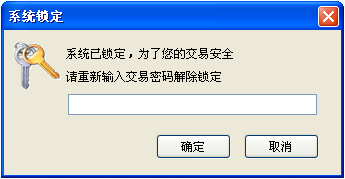 系统锁定
系统已锁定，为了您的交易安全
请重新输入交易密码解除锁定
确定
取消